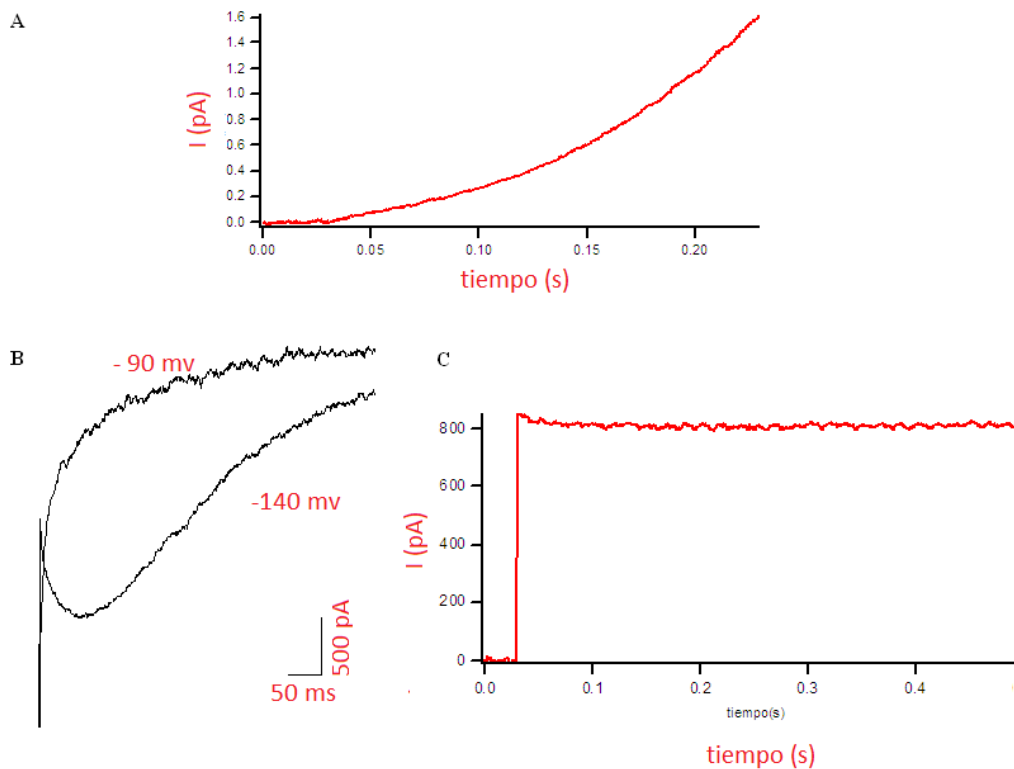 A
I (pA)
1.6
1.4
1.2
1.0
0.8
0.6
0.4
0.2
0.0
0.00 0.05 0.10 0.15 0.20
tiempo (s)
B
- 90 mv
-140 mv
500 pA
50 ms
C
I (pA)
800
600
400
200
0
0.0 0.1 0.2 0.3 0.4
tiempo(s)
tiempo (s)